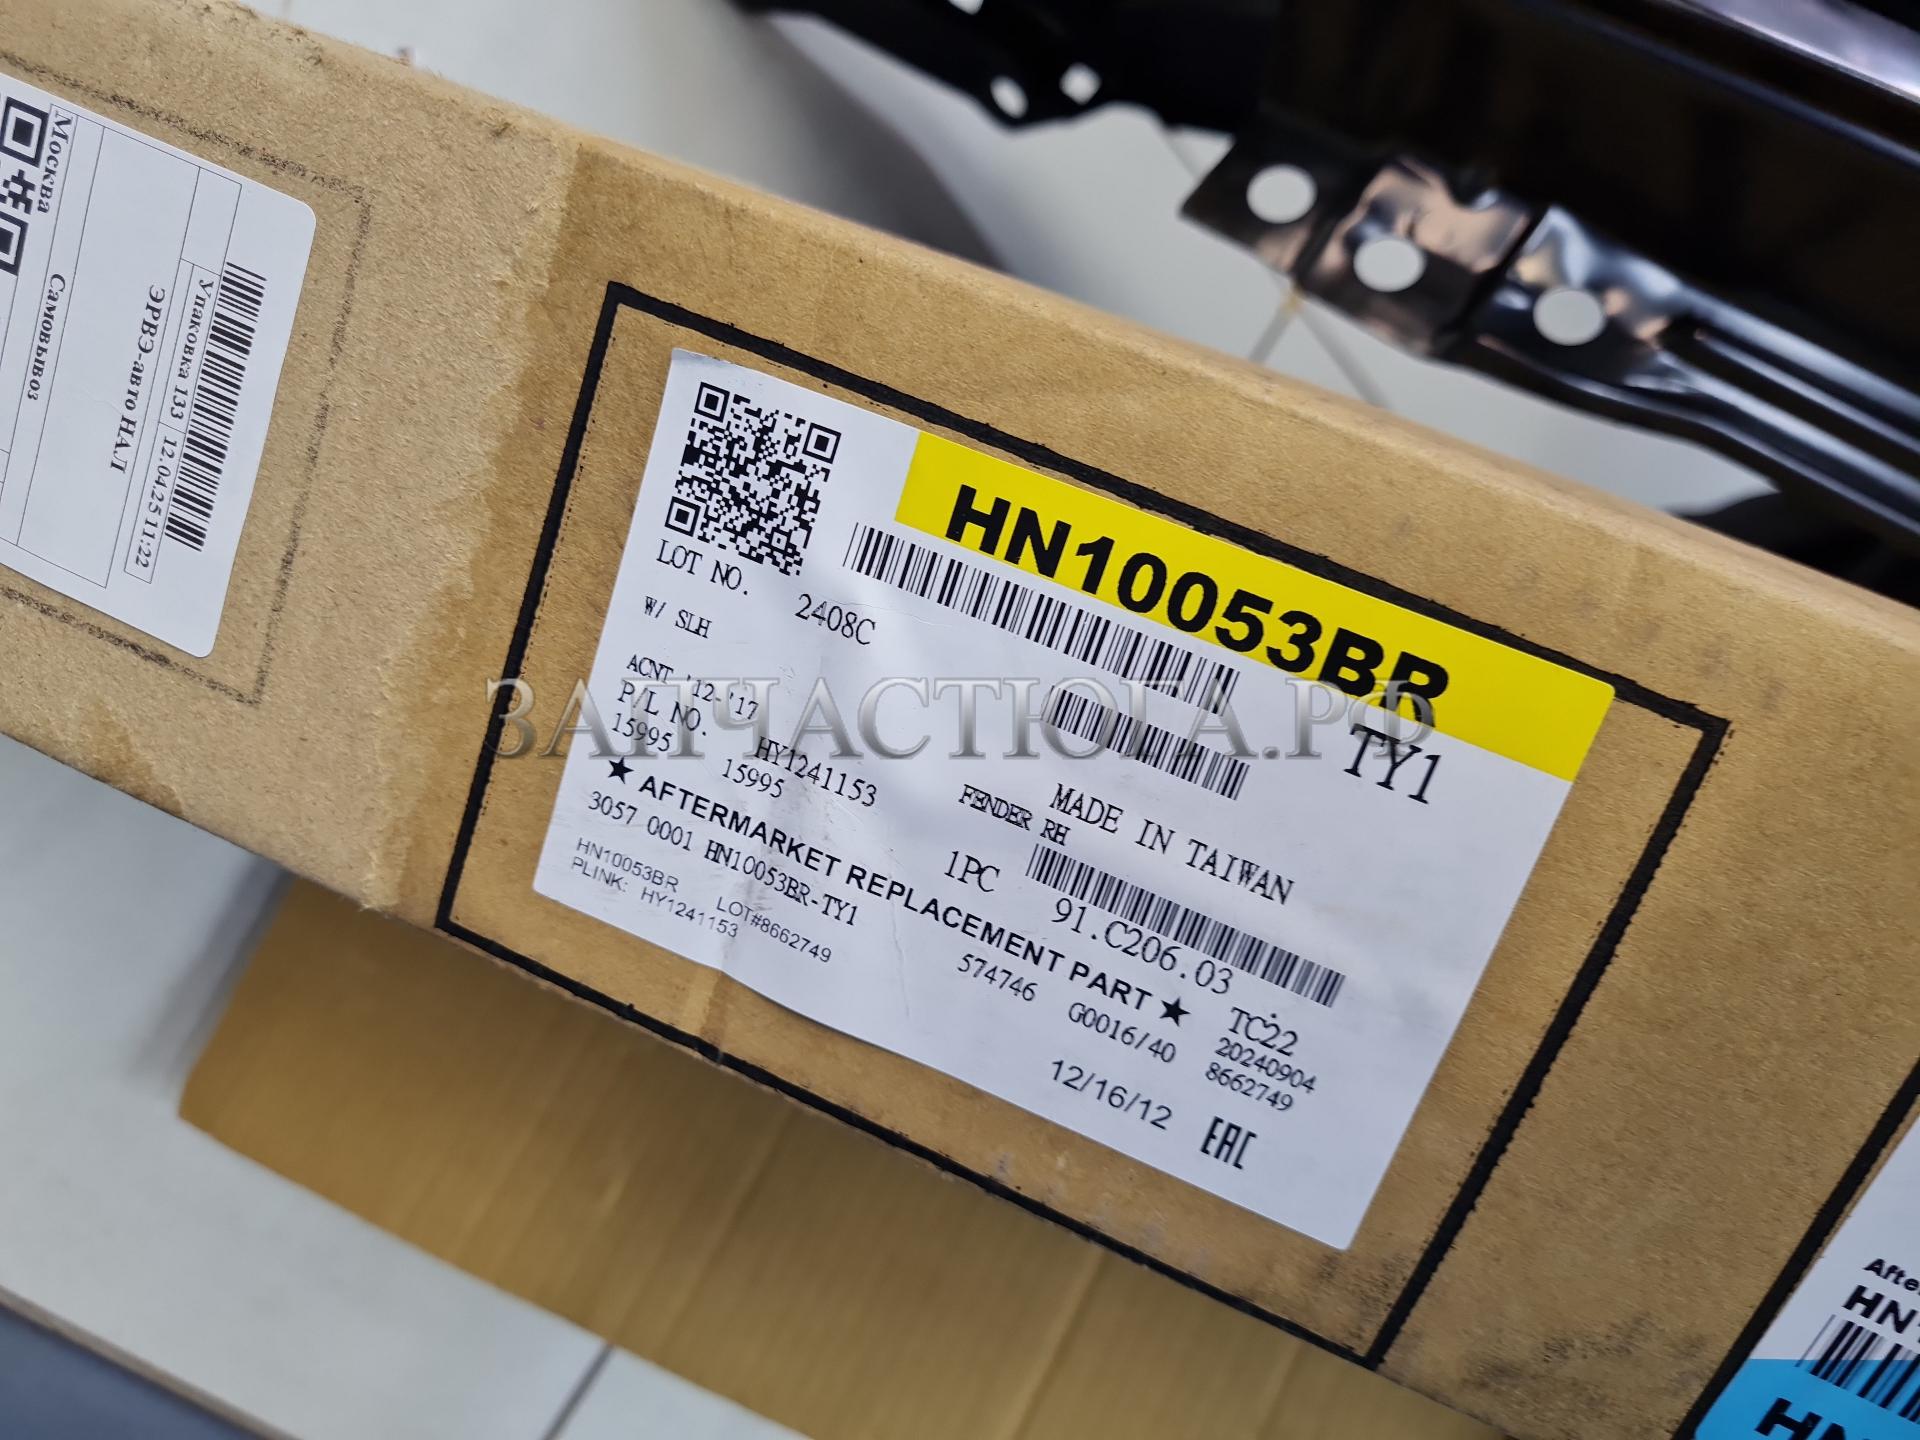 Москва
Самовывоз
ЭРВЭ-авто НАЛ
Упаковка 133
12.04.25 11:22
HN10053BR
TY1
LOT NO. 2408C
W/ SLH
ACNT '12-'17
P/L NO. HY1241153
15995 15995
MADE IN TAIWAN
FENDER RH
1PC
91.C206.03
★ AFTERMARKET REPLACEMENT PART ★
TC22
3057 0001 HN10053BR-TY1
574746
G0016/40
20240904
8662749
HN10053BR LOT#8662749
PLINK: HY1241153
12/16/12
EAC
ЗАПЧАСТЮГА.РФ